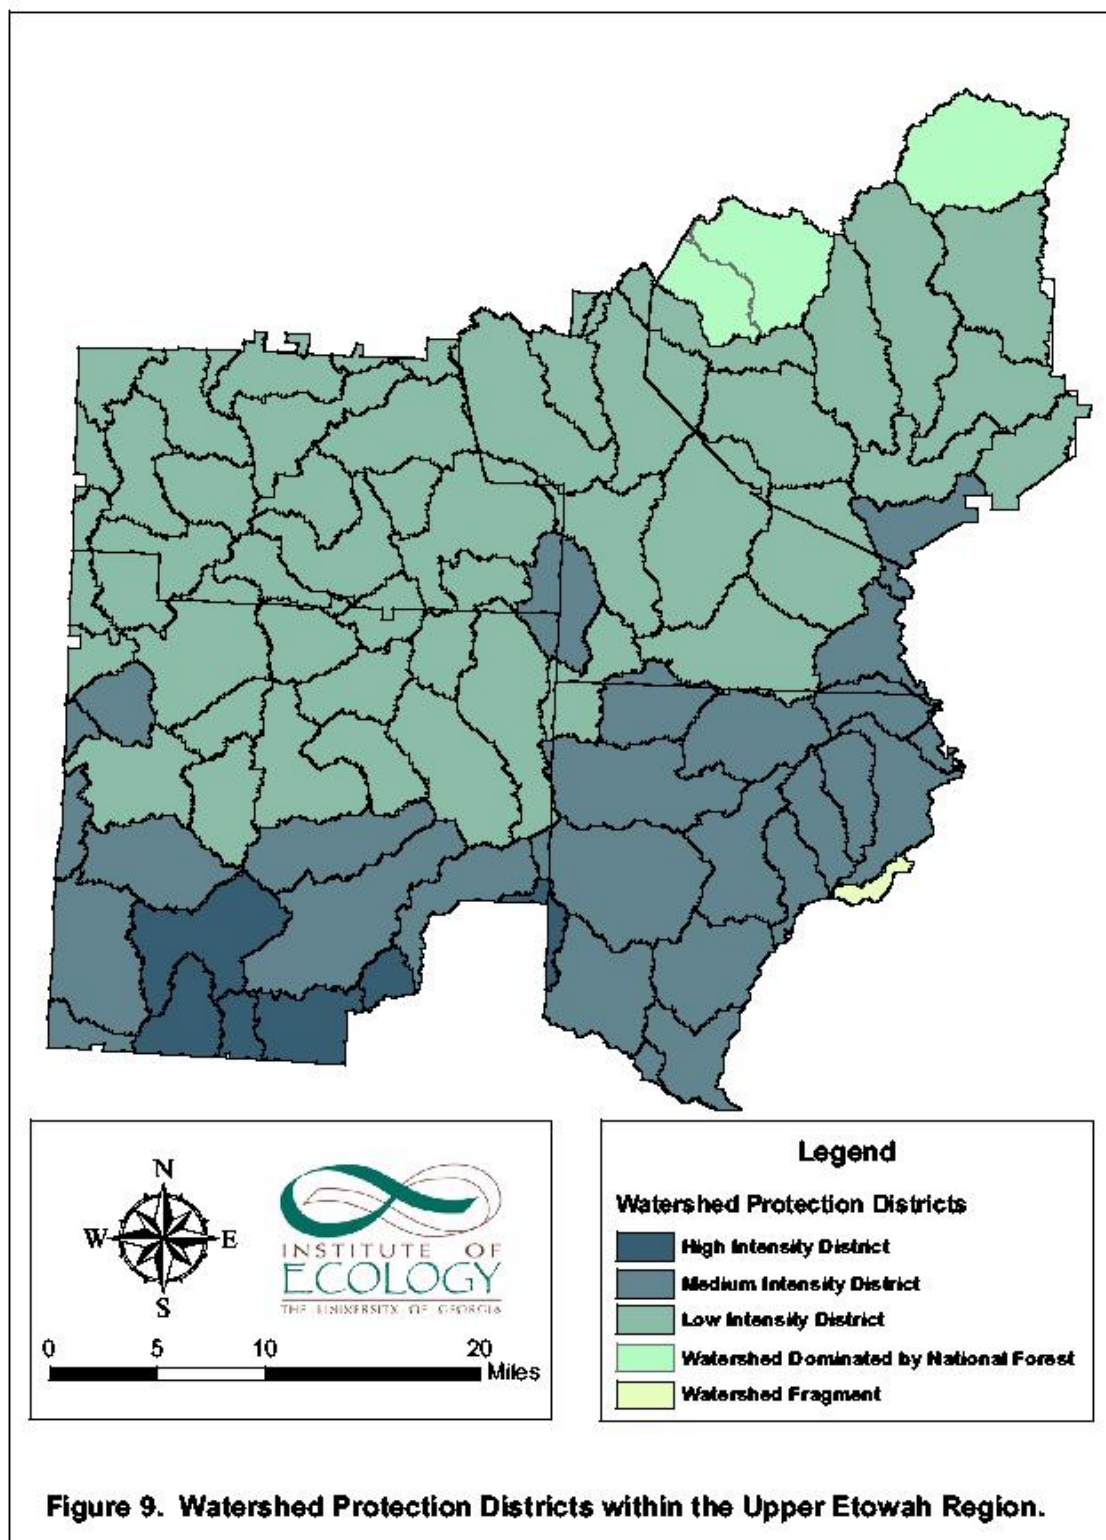 N
W E
S
INSTITUTE OF
ECOLOGY
THE UNIVERSITY OF GEORGIA
0 5 10 20
Miles
Legend
Watershed Protection Districts
High Intensity District
Medium Intensity District
Low Intensity District
Watershed Dominated by National Forest
Watershed Fragment
Figure 9. Watershed Protection Districts within the Upper Etowah Region.